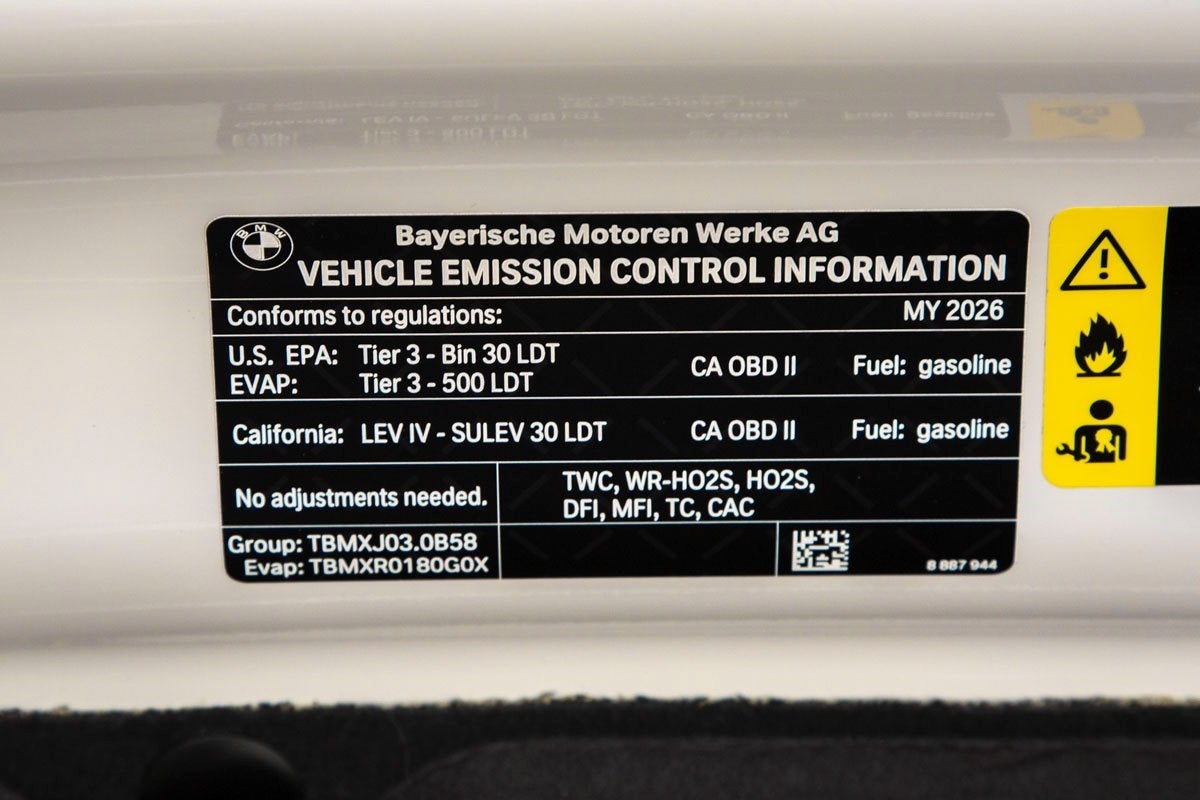 BMW
Bayerische Motoren Werke AG
VEHICLE EMISSION CONTROL INFORMATION
Conforms to regulations: MY 2026
U.S. EPA: Tier 3 - Bin 30 LDT
EVAP: Tier 3 - 500 LDT
CA OBD II Fuel: gasoline
California: LEV IV - SULEV 30 LDT CA OBD II Fuel: gasoline
No adjustments needed.
TWC, WR-HO2S, HO2S,
DFI, MFI, TC, CAC
Group: TBMXJ03.0B58
Evap: TBMXR0180G0X
8 887 944